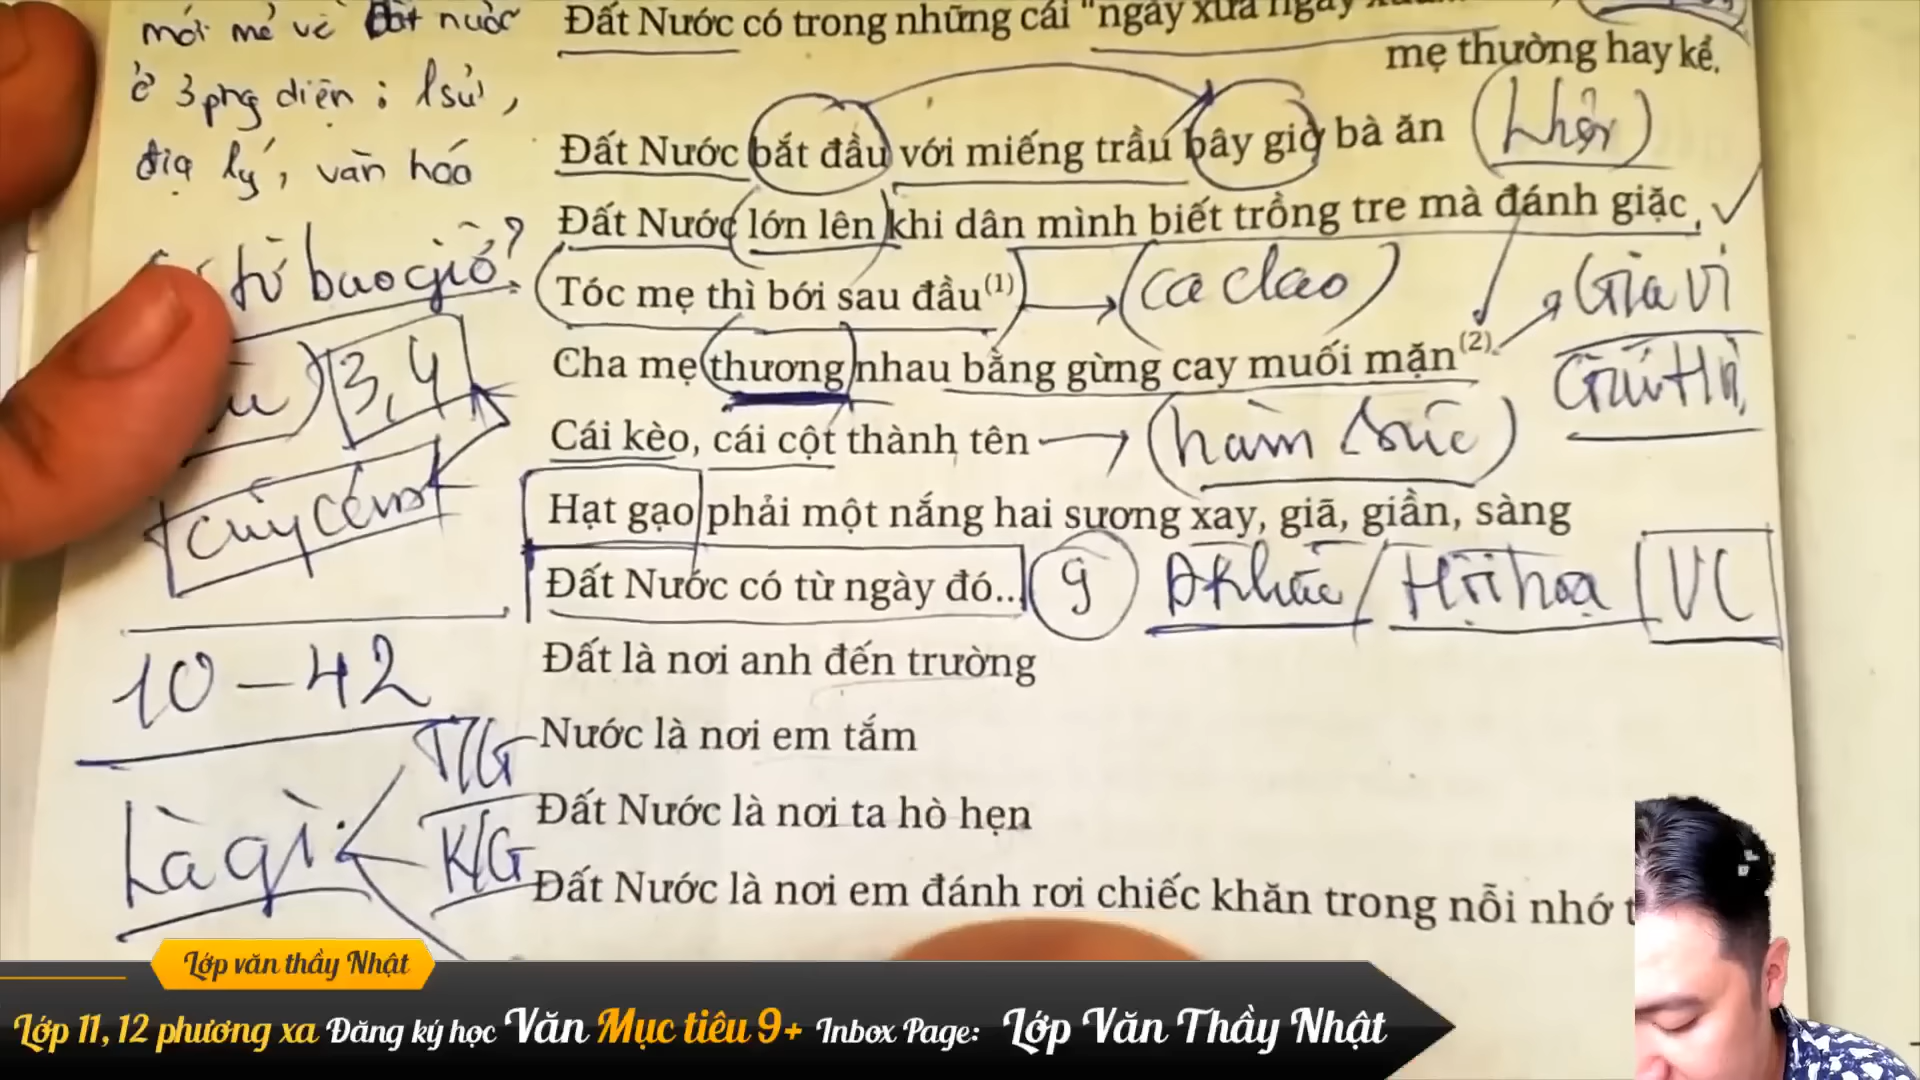 mới mẻ về Đất nước
ở 3 phg diện : lsử,
địa lý, văn hóa
từ bao giờ?
3,4
10-42
Là gì
T/G
K/G
Đất Nước có trong những cái "ngày xửa ngày
mẹ thường hay kể.
Đất Nước bắt đầu với miếng trầu bây giờ bà ăn
Đất Nước lớn lên khi dân mình biết trồng tre mà đánh giặc
Tóc mẹ thì bới sau đầu(1)
(ca dao)
Gia vị
Cha mẹ thương nhau bằng gừng cay muối mặn(2).
Cái kèo, cái cột thành tên
(hàm súc)
Hạt gạo phải một nắng hai sương xay, giã, giần, sàng
Đất Nước có từ ngày đó...
9
Đất là nơi anh đến trường
Nước là nơi em tắm
Đất Nước là nơi ta hò hẹn
Đất Nước là nơi em đánh rơi chiếc khăn trong nỗi nhớ
Lớp văn thầy Nhật
Lớp 11, 12 phương xa Đăng ký học Văn Mục tiêu 9+ Inbox Page: Lớp Văn Thầy Nhật